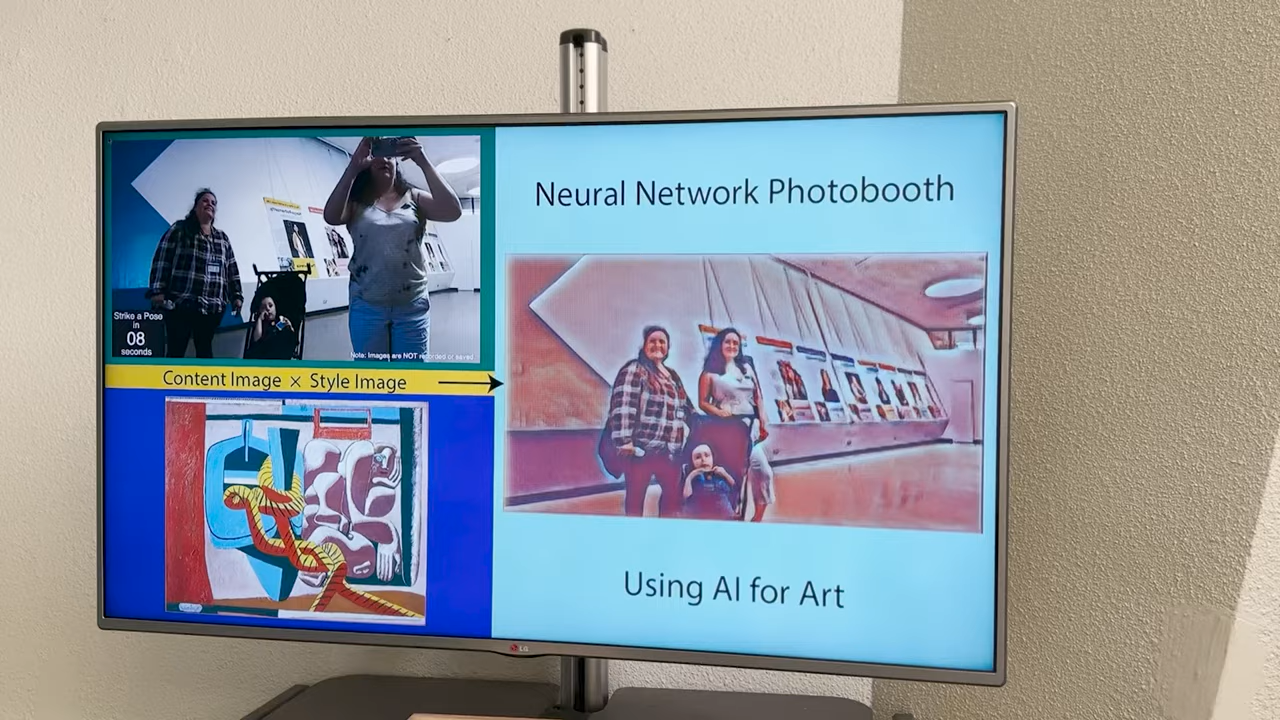 Neural Network Photobooth
Strike a Pose
in
08
seconds
Note: Images are NOT recorded or saved
Content Image × Style Image
Using AI for Art
LG